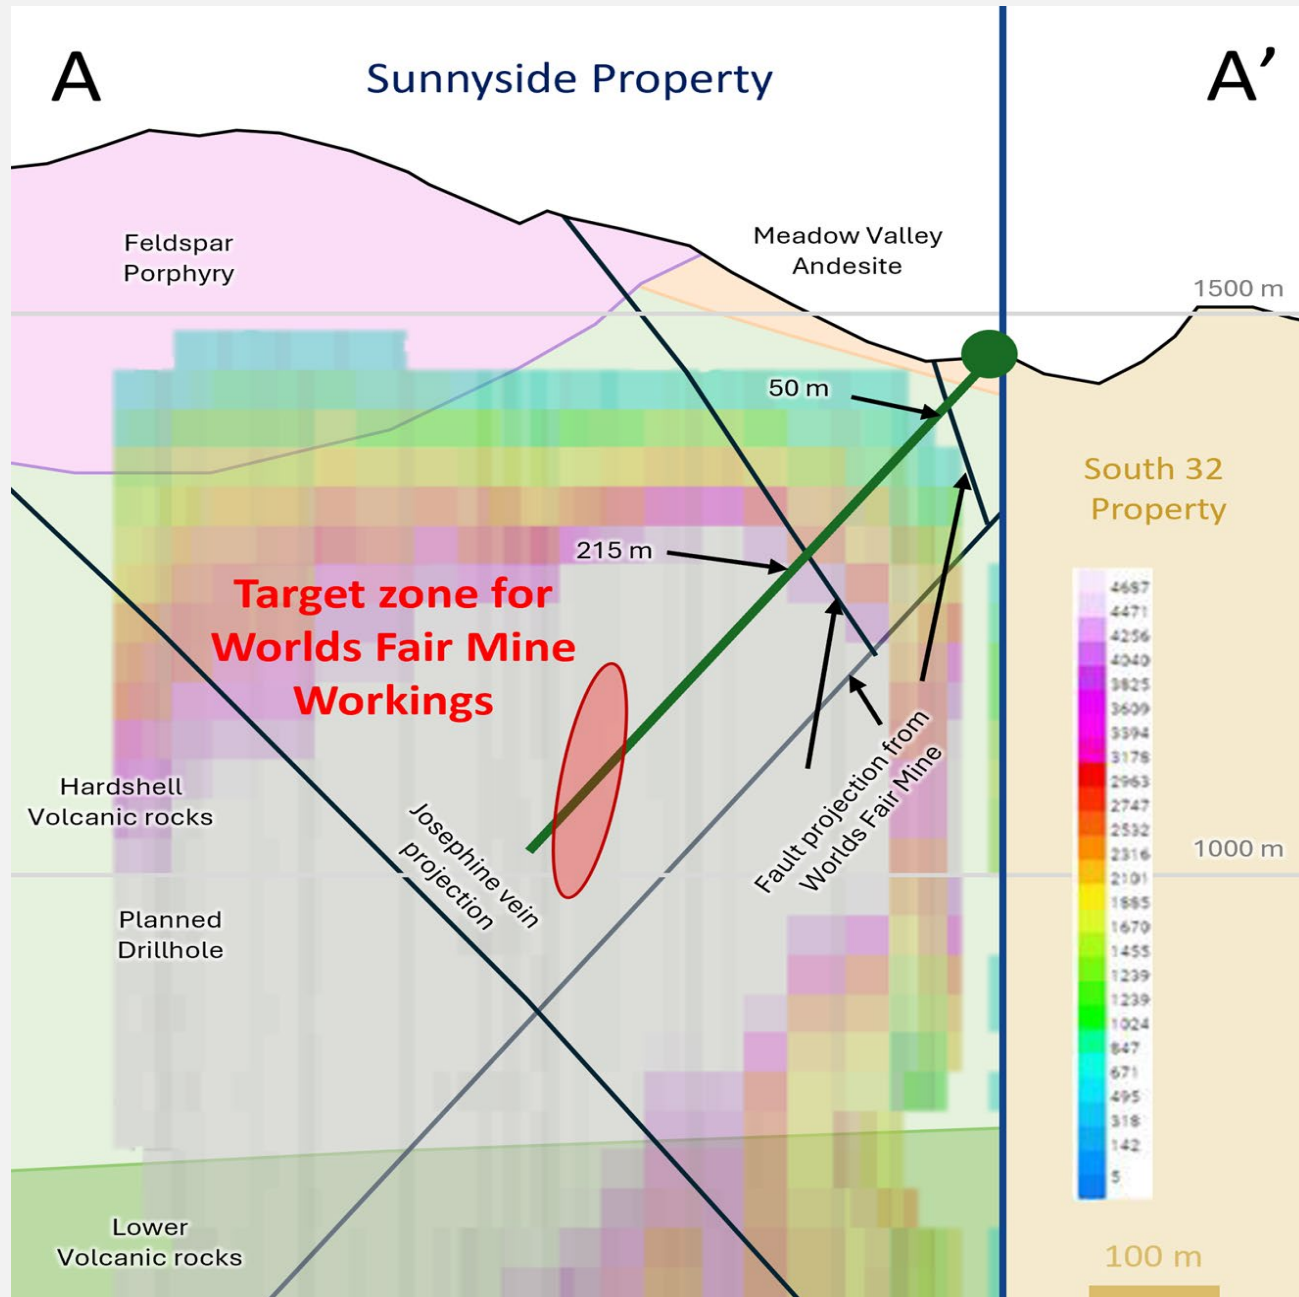 A
Sunnyside Property
A’
Feldspar
Porphyry
Meadow Valley
Andesite
1500 m
50 m
South 32
Property
215 m
Target zone for
Worlds Fair Mine
Workings
Hardshell
Volcanic rocks
Josephine vein
projection
Fault projection from
Worlds Fair Mine
1000 m
Planned
Drillhole
Lower
Volcanic rocks
4687
4471
4256
4040
3825
3609
3394
3178
2963
2747
2532
2316
2101
1885
1670
1455
1239
1239
1024
847
671
495
318
142
5
100 m